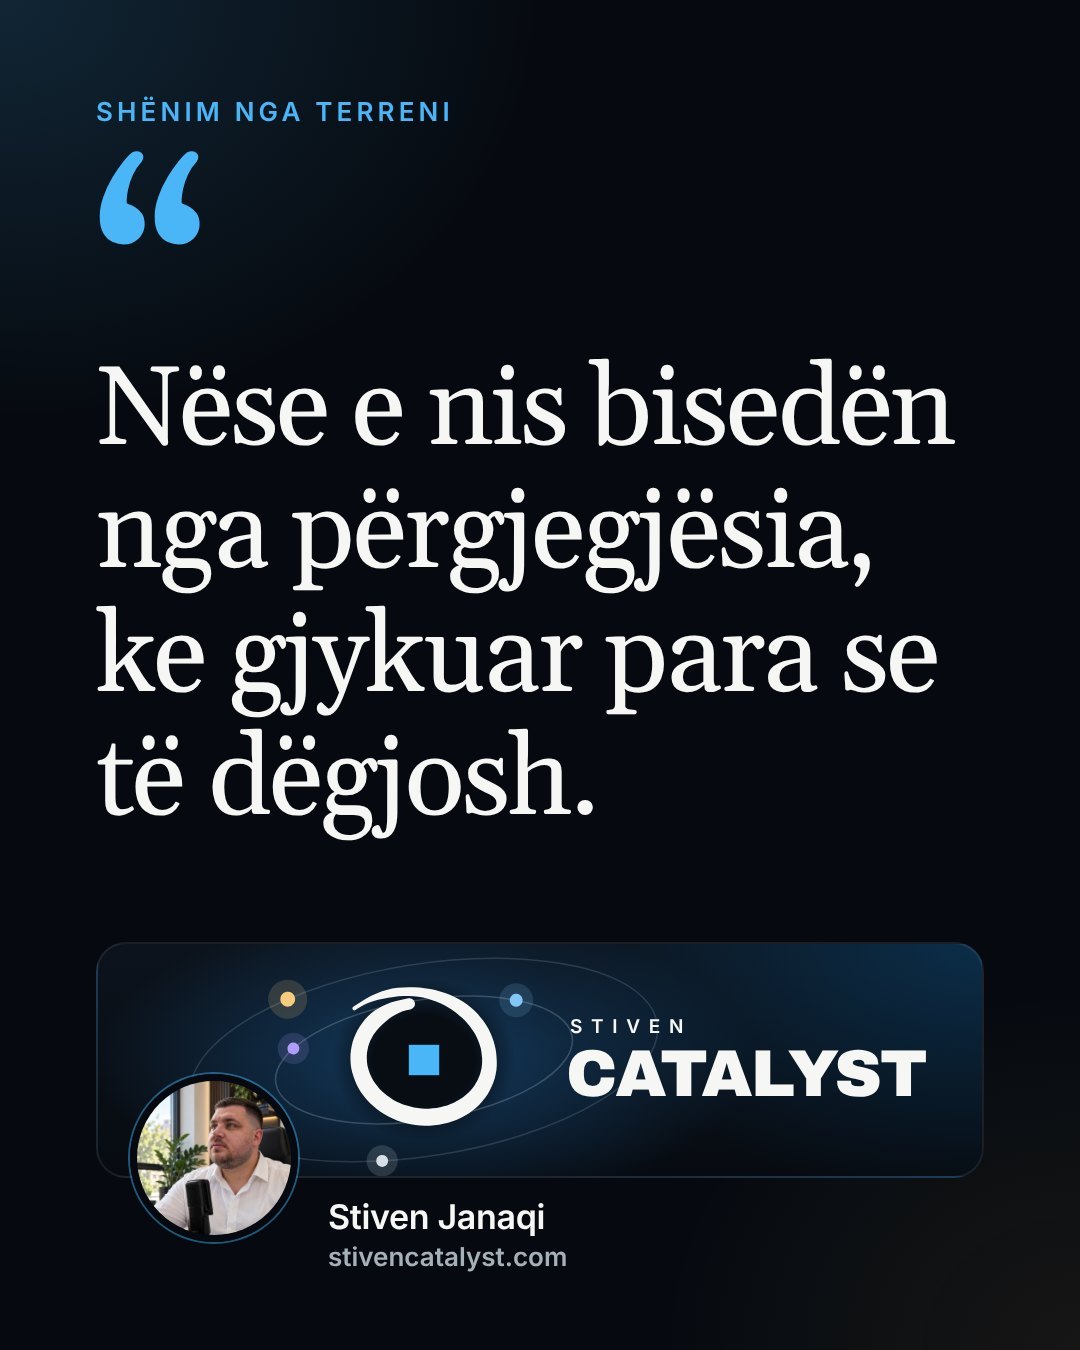 SHËNIM NGA TERRENI
“
Nëse e nis bisedën
nga përgjegjësia,
ke gjykuar para se
të dëgjosh.
STIVEN
CATALYST
Stiven Janaqi
stivencatalyst.com